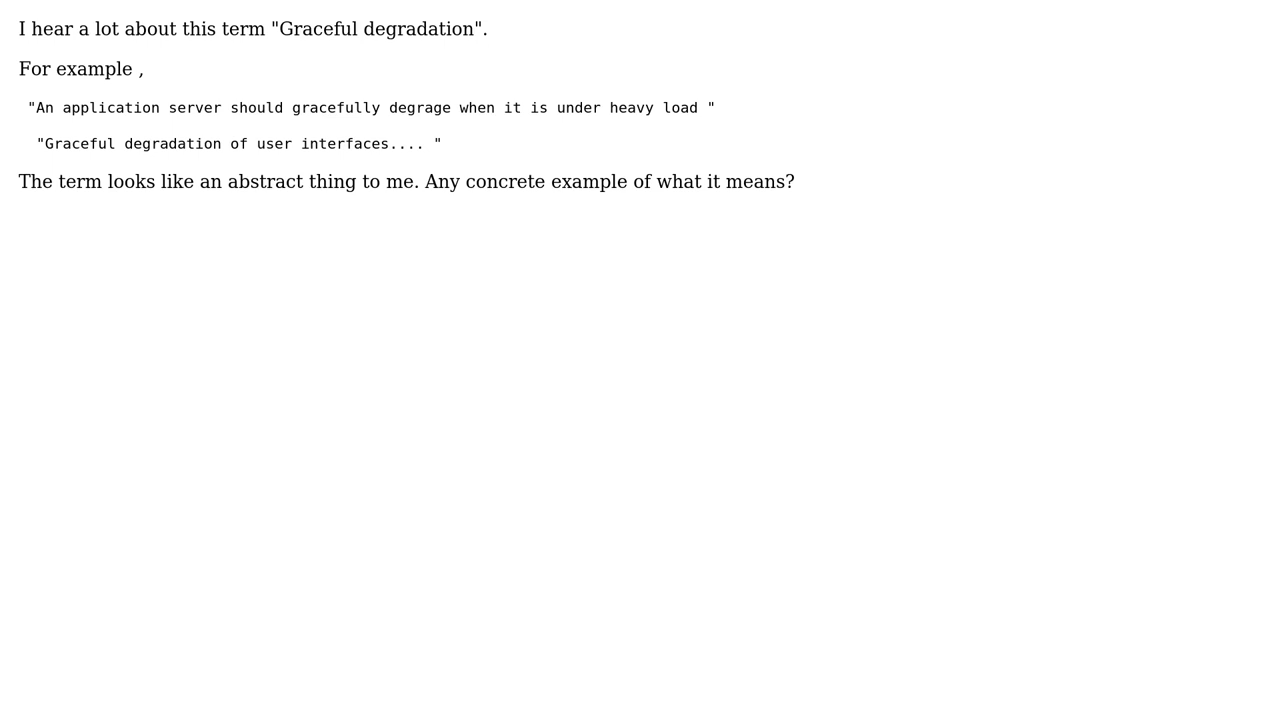 I hear a lot about this term "Graceful degradation".
For example ,
"An application server should gracefully degrage when it is under heavy load "
"Graceful degradation of user interfaces.... "
The term looks like an abstract thing to me. Any concrete example of what it means?